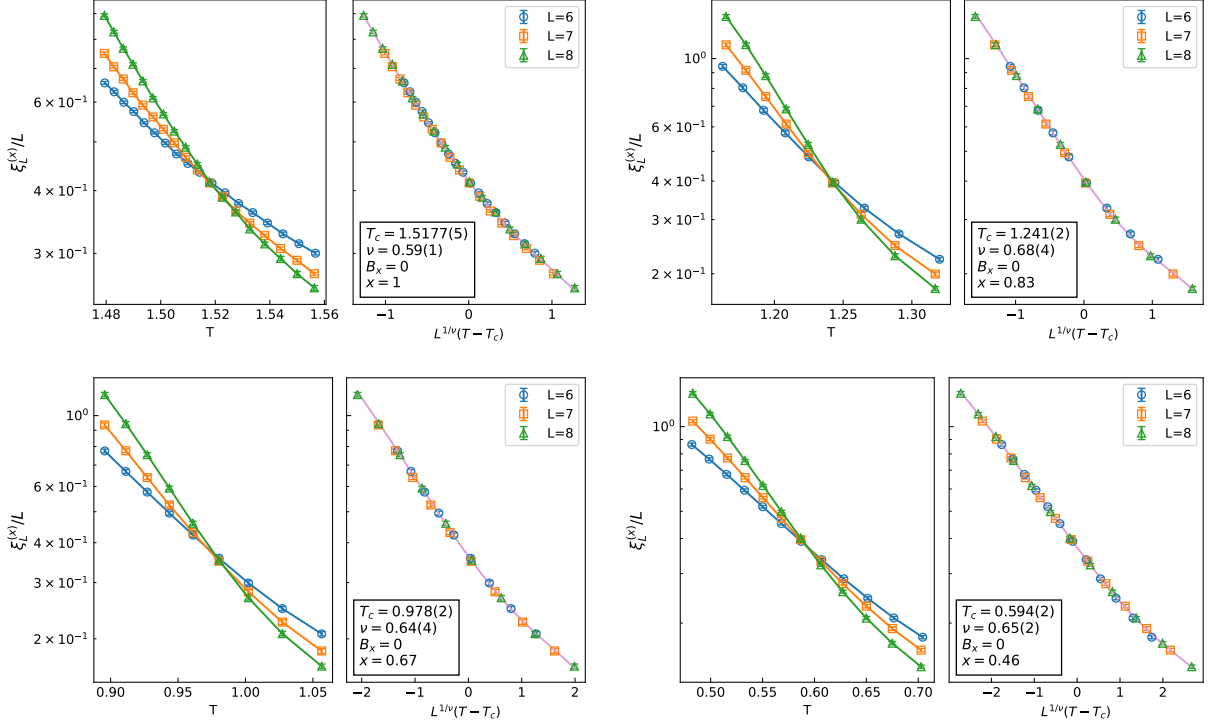 6 × 10⁻¹
4 × 10⁻¹
3 × 10⁻¹
ξ_L^(x)/L
1.48 1.50 1.52 1.54 1.56
T
L=6
L=7
L=8
T_c = 1.5177(5)
ν = 0.59(1)
B_x = 0
x = 1
−1 0 1
L^{1/ν}(T − T_c)
10⁰
6 × 10⁻¹
4 × 10⁻¹
3 × 10⁻¹
2 × 10⁻¹
ξ_L^(x)/L
1.20 1.25 1.30
T
L=6
L=7
L=8
T_c = 1.241(2)
ν = 0.68(4)
B_x = 0
x = 0.83
−1 0 1
L^{1/ν}(T − T_c)
10⁰
6 × 10⁻¹
4 × 10⁻¹
3 × 10⁻¹
2 × 10⁻¹
ξ_L^(x)/L
0.90 0.95 1.00 1.05
T
L=6
L=7
L=8
T_c = 0.978(2)
ν = 0.64(4)
B_x = 0
x = 0.67
−2 −1 0 1 2
L^{1/ν}(T − T_c)
10⁰
ξ_L^(x)/L
0.50 0.55 0.60 0.65 0.70
T
L=6
L=7
L=8
T_c = 0.594(2)
ν = 0.65(2)
B_x = 0
x = 0.46
−2 −1 0 1 2
L^{1/ν}(T − T_c)